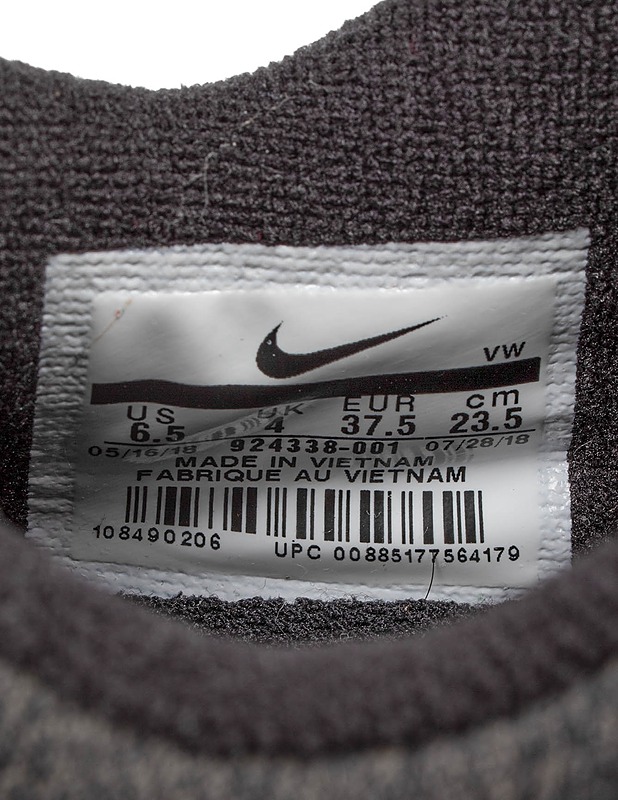 VW
US UK EUR cm
6.5 4 37.5 23.5
05/16/18 924338-001 07/28/18
MADE IN VIETNAM
FABRIQUE AU VIETNAM
108490206 UPC 00885177564179